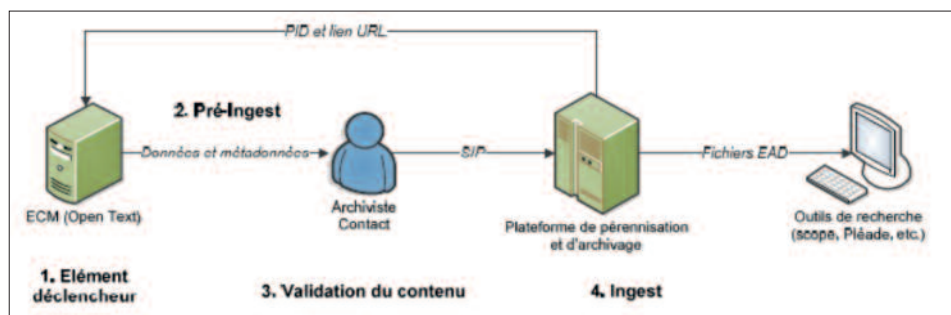 PID et lien URL
2. Pré-Ingest
Données et métadonnées
SIP
Fichiers EAD
ECM (Open Text)
Archiviste
Contact
Plateforme de pérennisation
et d'archivage
Outils de recherche
(scope, Pléade, etc.)
1. Elément
déclencheur
3. Validation du contenu
4. Ingest